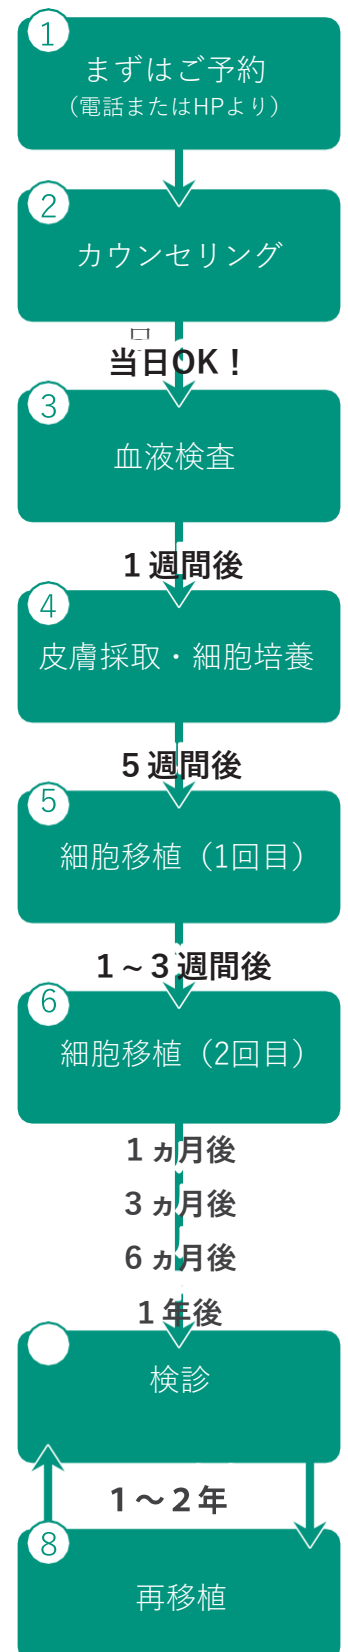 1
まずはご予約
（電話またはHPより）
2
カウンセリング
当日OK！
3
血液検査
1週間後
4
皮膚採取・細胞培養
5週間後
5
細胞移植（1回目）
1～3週間後
6
細胞移植（2回目）
1ヵ月後
3ヵ月後
6ヵ月後
1年後
検診
1～2年
8
再移植